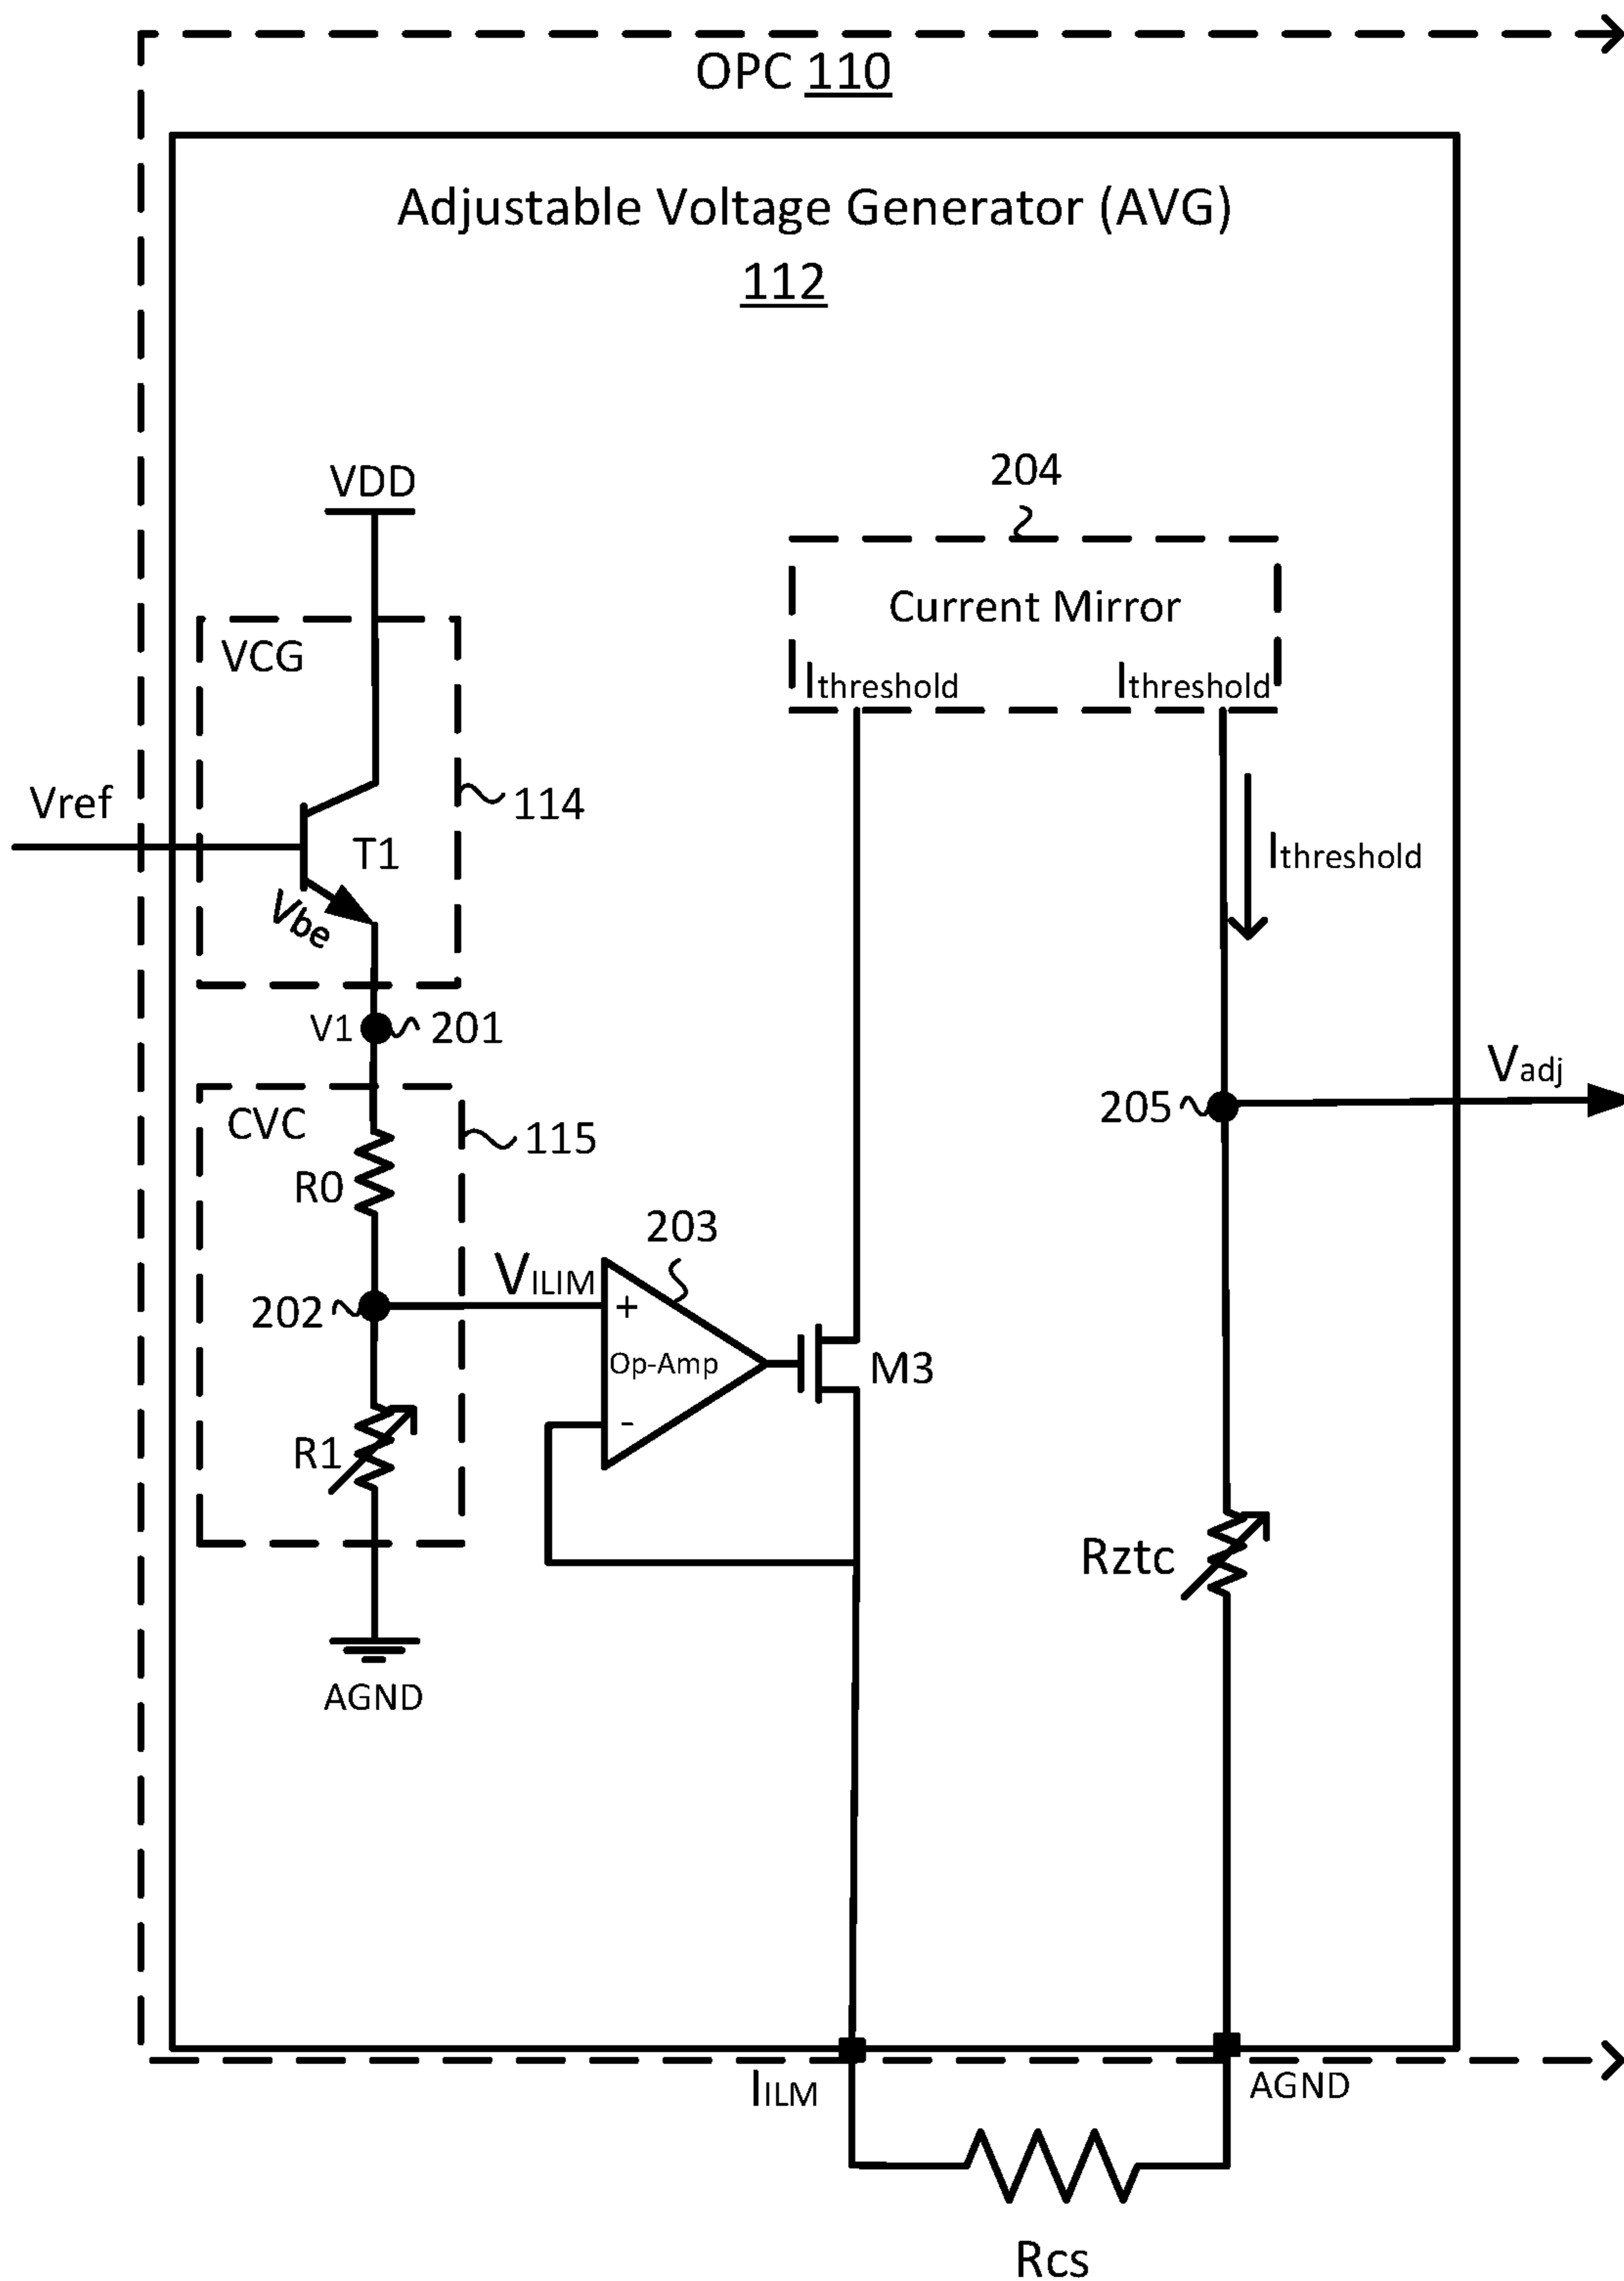 OPC 110
Adjustable Voltage Generator (AVG)
112
VDD
204
Current Mirror
Ithreshold Ithreshold
VCG
114
Vref
T1
Vbe
Ithreshold
V1 201
Vadj
205
CVC
115
R0
203
VILIM
202
+
Op-Amp
M3
-
R1
Rztc
AGND
IILM
AGND
Rcs